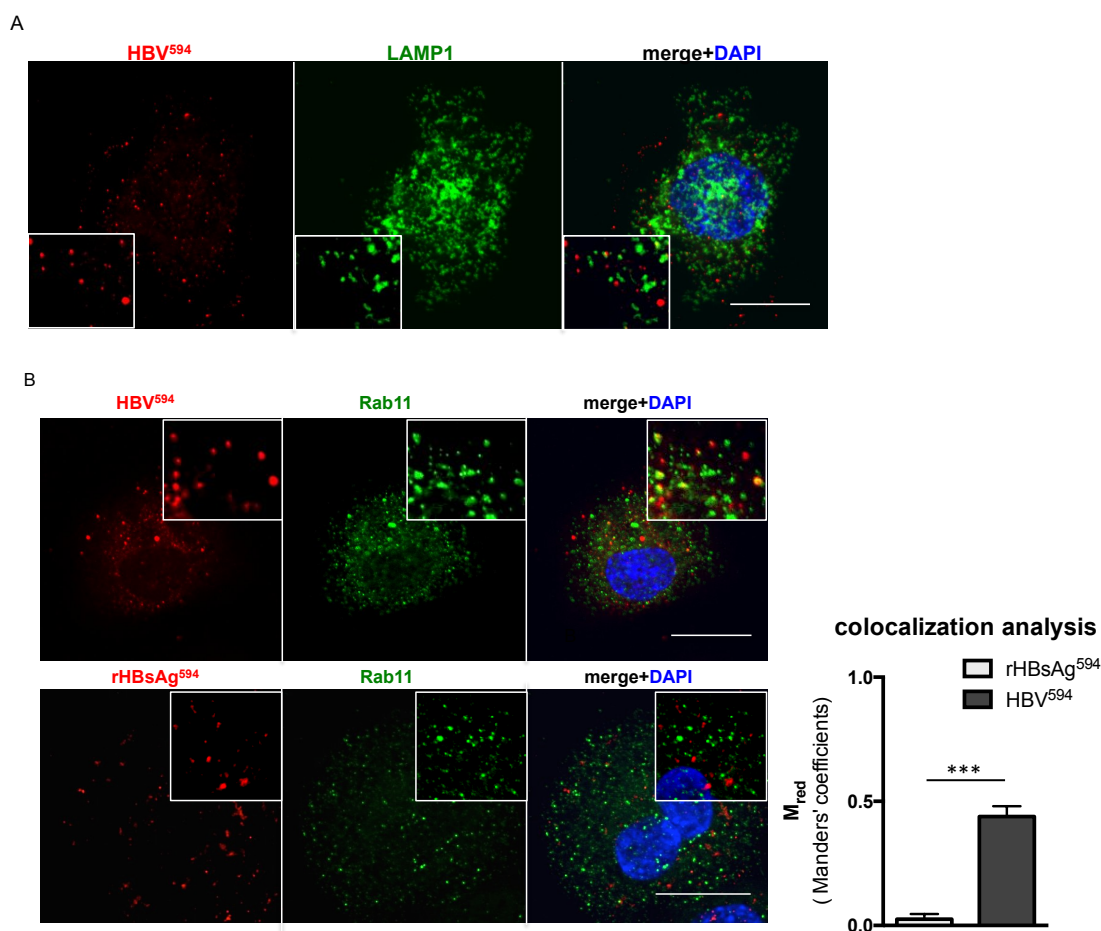 A
HBV⁵⁹⁴ LAMP1 merge+DAPI
B
HBV⁵⁹⁴ Rab11 merge+DAPI
rHBsAg⁵⁹⁴ Rab11 merge+DAPI
colocalization analysis
rHBsAg⁵⁹⁴
HBV⁵⁹⁴
M_red
( Manders' coefficients)
1.0
0.5
0.0
***